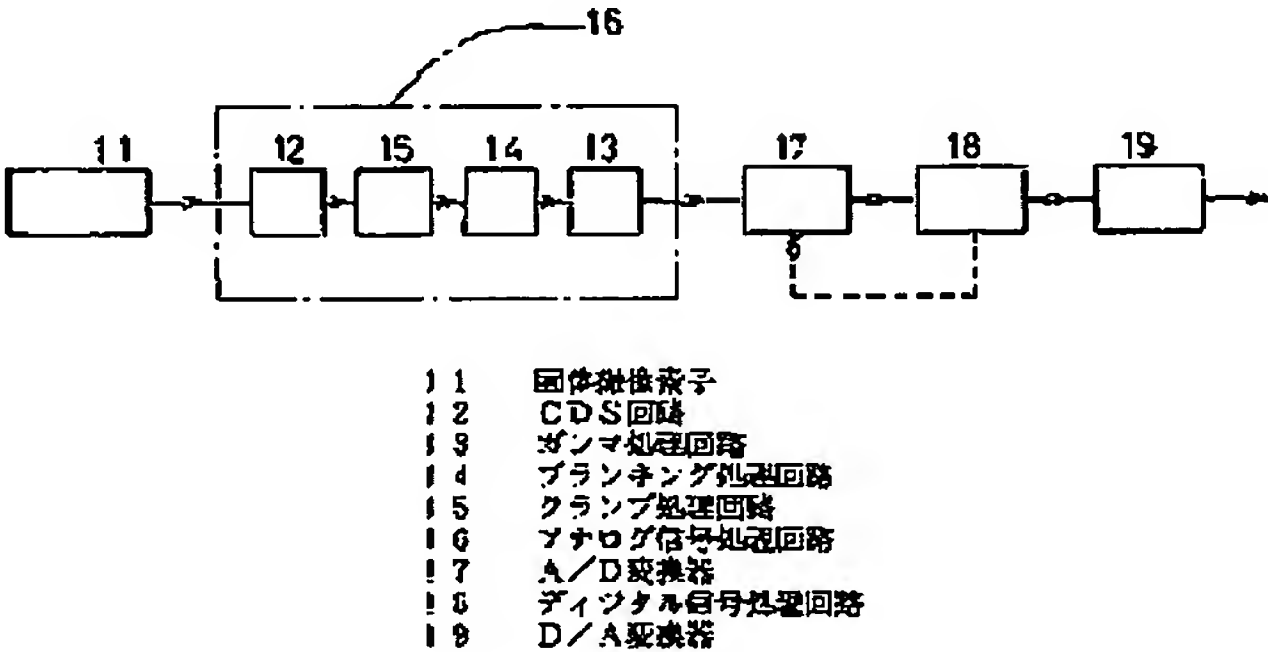 16
11 12 15 14 13 17 18 19
11 固体撮像素子
12 CDS回路
13 ガンマ処理回路
14 ブランキング処理回路
15 クランプ処理回路
16 アナログ信号処理回路
17 A/D変換器
18 ディジタル信号処理回路
19 D/A変換器